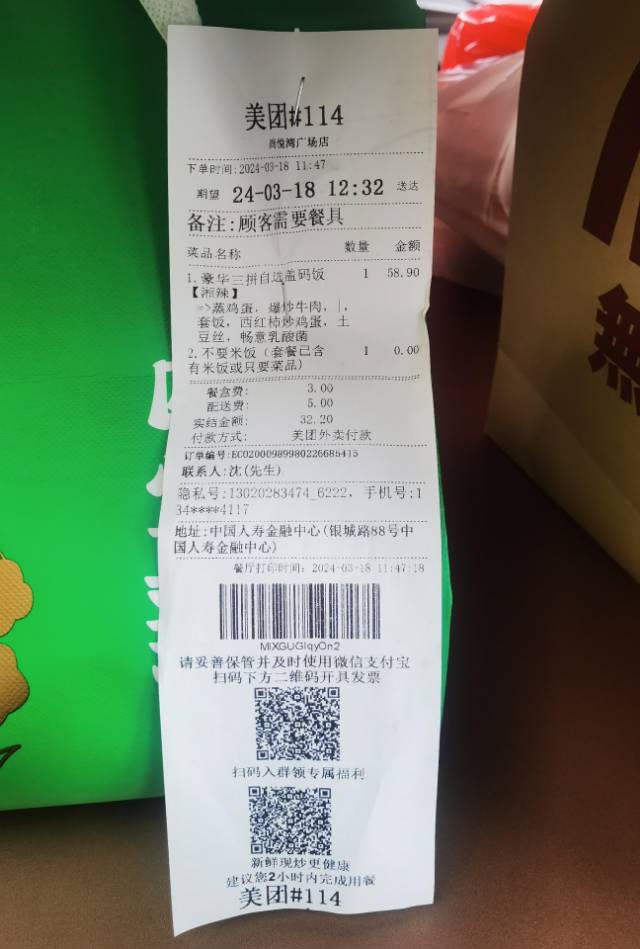 美团#114
尚悦湾广场店
下单时间:2024-03-18 11:47
期望 24-03-18 12:32 送达
备注:顾客需要餐具
菜品名称 数量 金额
1.豪华三拼自选盖码饭 1 58.90
【湘辣】
=>蒸鸡蛋, 爆炒牛肉, |,
套饭, 西红柿炒鸡蛋, 土
豆丝, 畅意乳酸菌
2.不要米饭（套餐已含 1 0.00
有米饭或只要菜品）
餐盒费: 3.00
配送费: 5.00
实结金额: 32.20
付款方式: 美团外卖付款
订单编号:EC02000989980226685415
联系人:沈(先生)
隐私号:13020283474_6222, 手机号:1
34****4117
地址:中国人寿金融中心(银城路88号中
国人寿金融中心)
餐厅打印时间: 2024-03-18 11:47:18
MIXGUGIqyOn2
请妥善保管并及时使用微信支付宝
扫码下方二维码开具发票
扫码入群领专属福利
新鲜现炒更健康
建议您2小时内完成用餐
美团#114
無